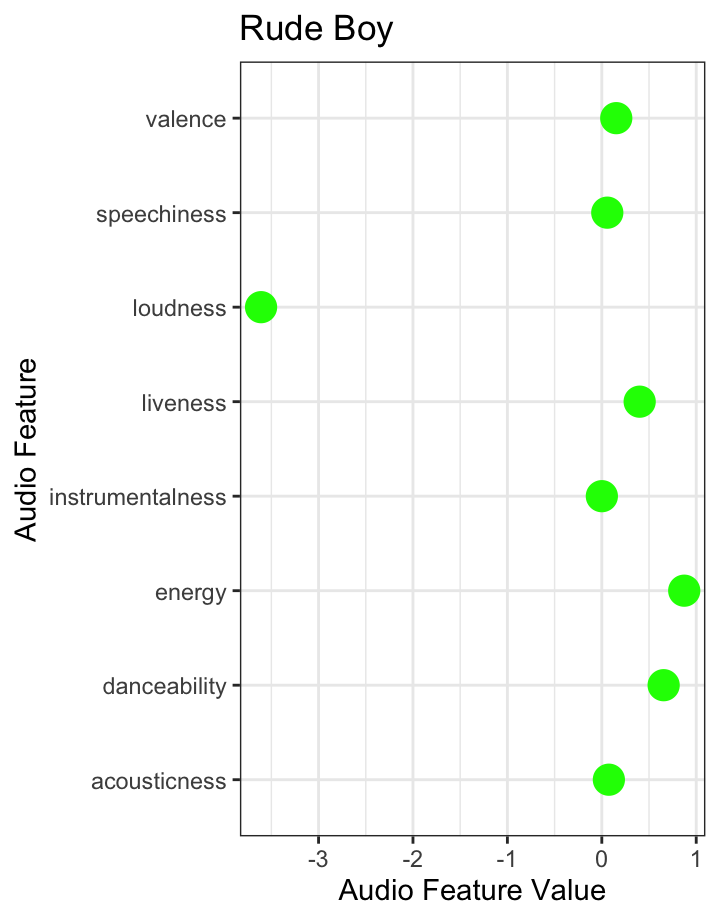 Rude Boy
valence
speechiness
loudness
liveness
instrumentalness
energy
danceability
acousticness
Audio Feature
-3 -2 -1 0 1
Audio Feature Value